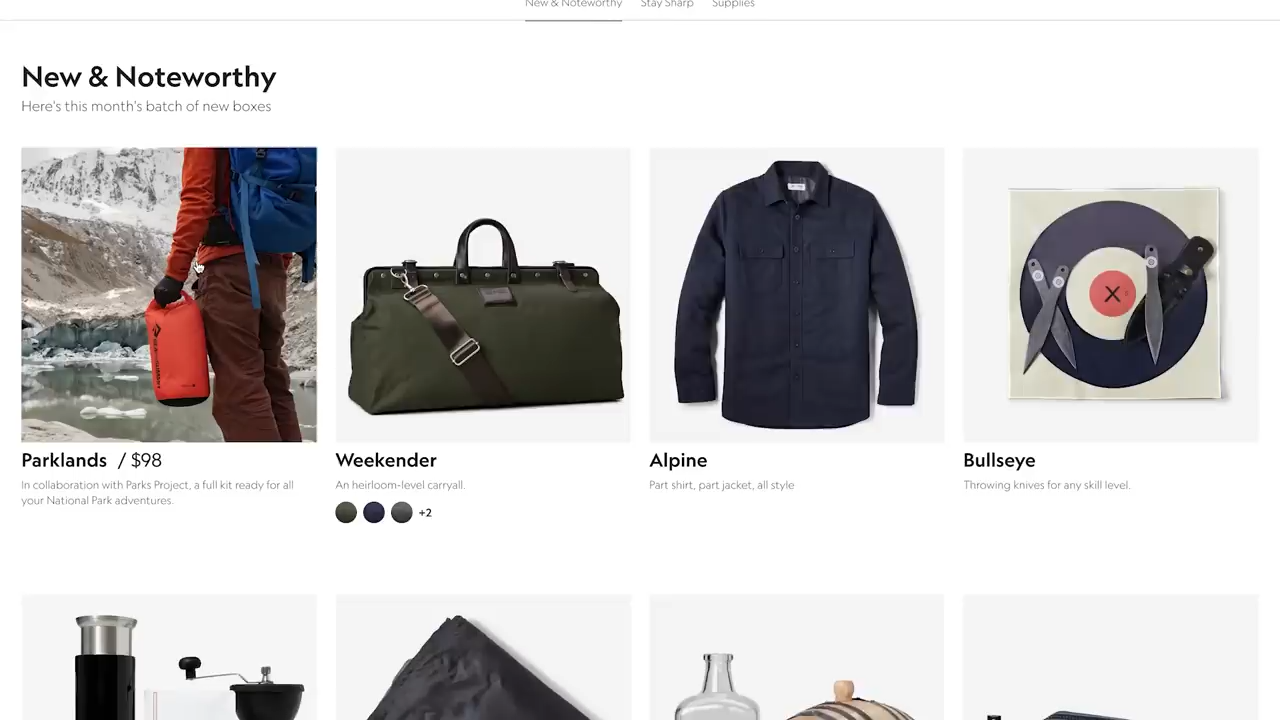 New & Noteworthy
Stay Sharp
Supplies
New & Noteworthy
Here's this month's batch of new boxes
Parklands / $98
In collaboration with Parks Project, a full kit ready for all
your National Park adventures.
Weekender
An heirloom-level carryall.
+2
Alpine
Part shirt, part jacket, all style
Bullseye
Throwing knives for any skill level.
X